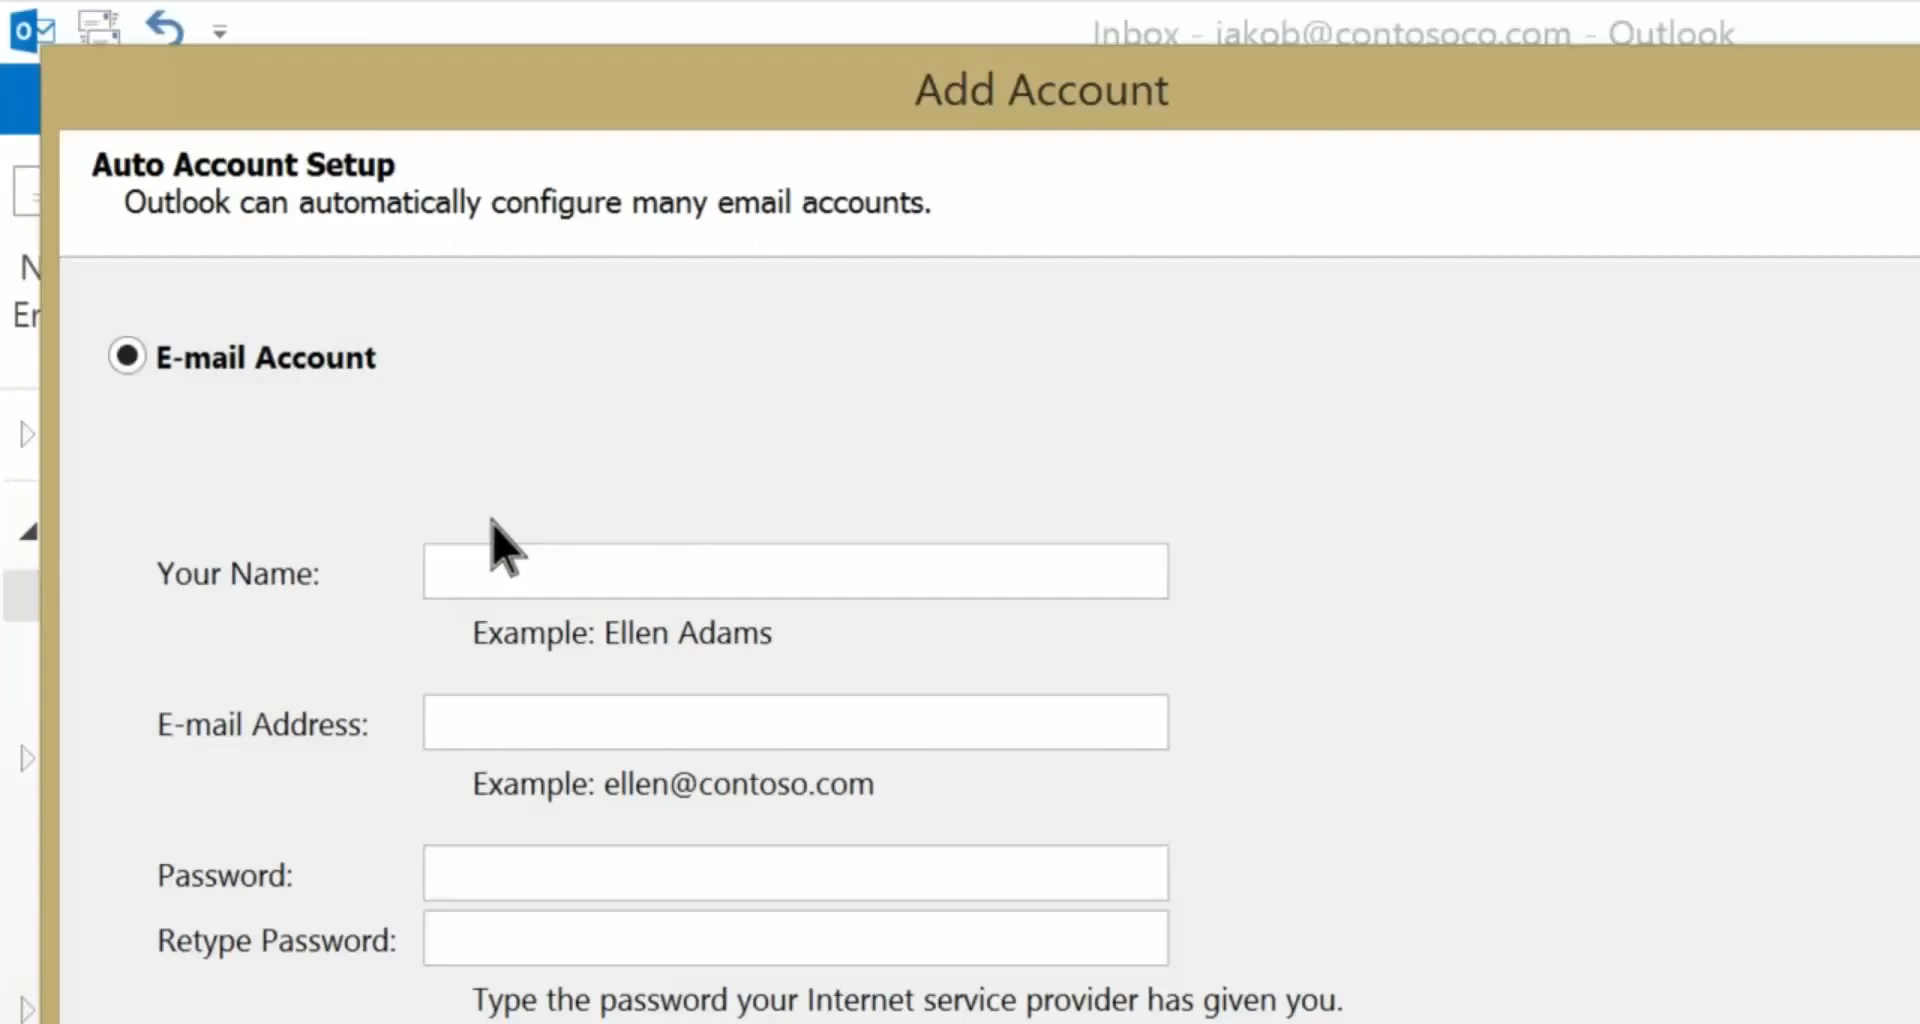 Inbox - jakob@contosoco.com - Outlook
Add Account
Auto Account Setup
Outlook can automatically configure many email accounts.
E-mail Account
Your Name:
Example: Ellen Adams
E-mail Address:
Example: ellen@contoso.com
Password:
Retype Password:
Type the password your Internet service provider has given you.